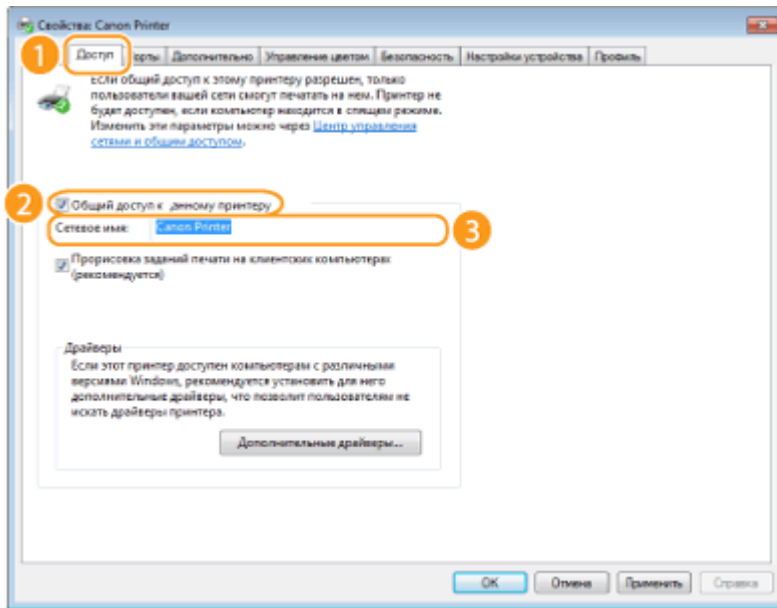 Свойства: Canon Printer
1
Доступ Порты Дополнительно Управление цветом Безопасность Настройки устройства Профиль
Если общий доступ к этому принтеру разрешен, только
пользователи вашей сети смогут печатать на нем. Принтер не
будет доступен, если компьютер находится в спящем режиме.
Изменить эти параметры можно через Центр управления
сетями и общим доступом.
2
Общий доступ к данному принтеру
Сетевое имя: Canon Printer
3
Прорисовка заданий печати на клиентских компьютерах
(рекомендуется)
Драйверы
Если этот принтер доступен компьютерам с различными
версиями Windows, рекомендуется установить для него
дополнительные драйверы, что позволит пользователям не
искать драйверы принтера.
Дополнительные драйверы...
OK Отмена Применить Справка